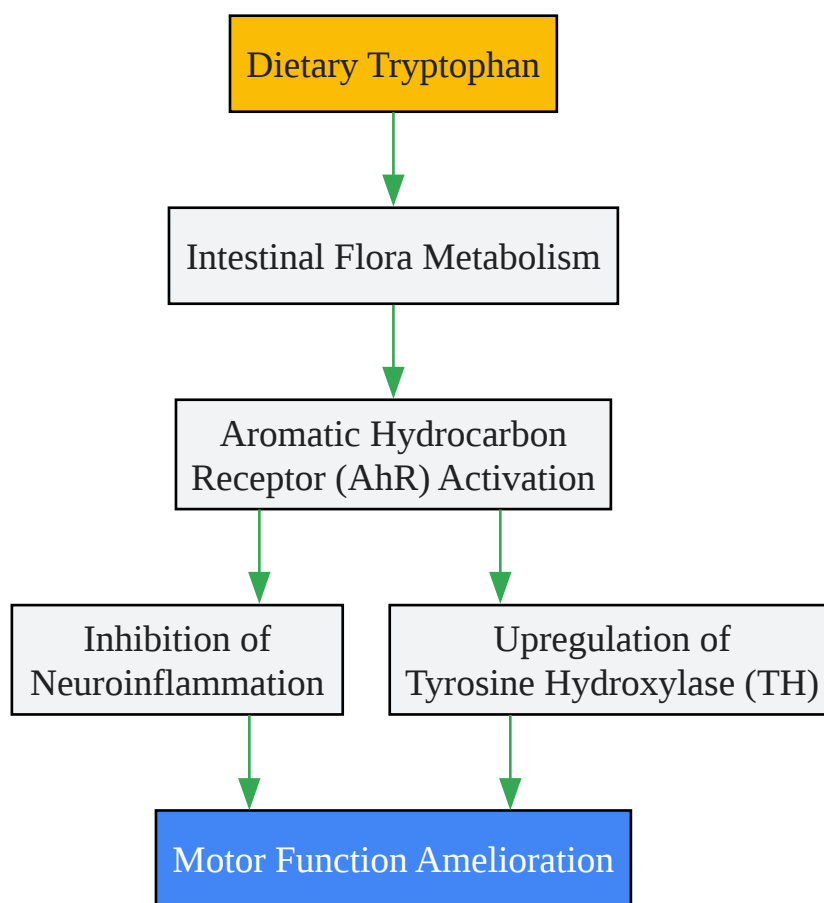 Dietary Tryptophan
Intestinal Flora Metabolism
Aromatic Hydrocarbon
Receptor (AhR) Activation
Inhibition of
Neuroinflammation
Upregulation of
Tyrosine Hydroxylase (TH)
Motor Function Amelioration